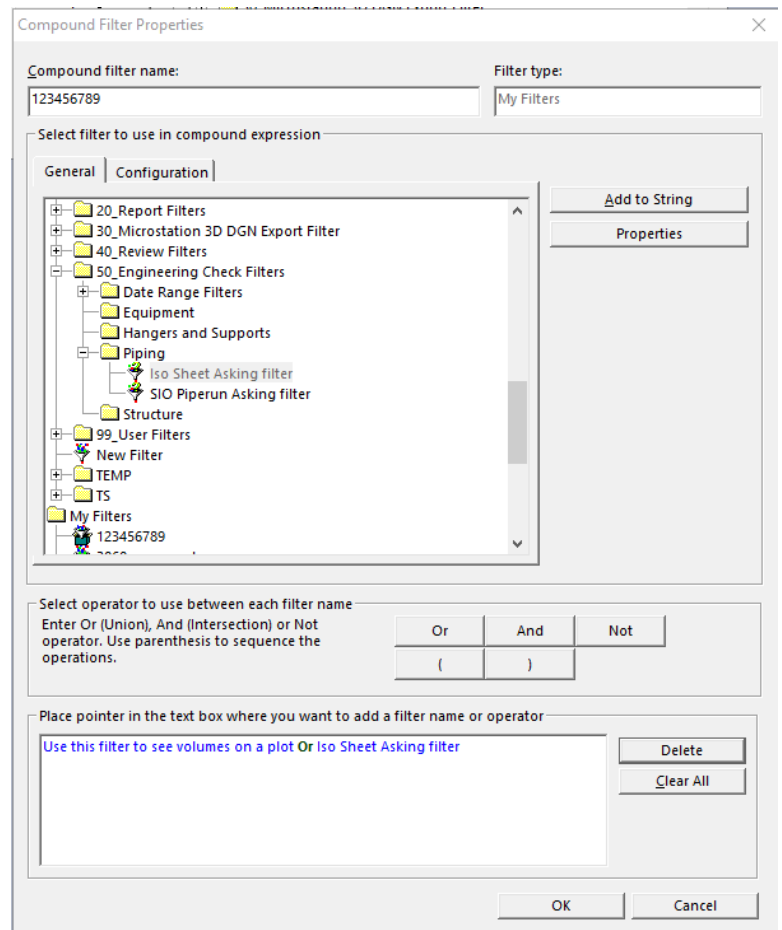 Compound Filter Properties
Compound filter name:
Filter type:
123456789
My Filters
Select filter to use in compound expression
General
Configuration
20_Report Filters
30_Microstation 3D DGN Export Filter
40_Review Filters
50_Engineering Check Filters
Date Range Filters
Equipment
Hangers and Supports
Piping
Iso Sheet Asking filter
SIO Piperun Asking filter
Structure
99_User Filters
New Filter
TEMP
TS
My Filters
123456789
Add to String
Properties
Select operator to use between each filter name
Enter Or (Union), And (Intersection) or Not
operator. Use parenthesis to sequence the
operations.
Or
And
Not
(
)
Place pointer in the text box where you want to add a filter name or operator
Use this filter to see volumes on a plot Or Iso Sheet Asking filter
Delete
Clear All
OK
Cancel